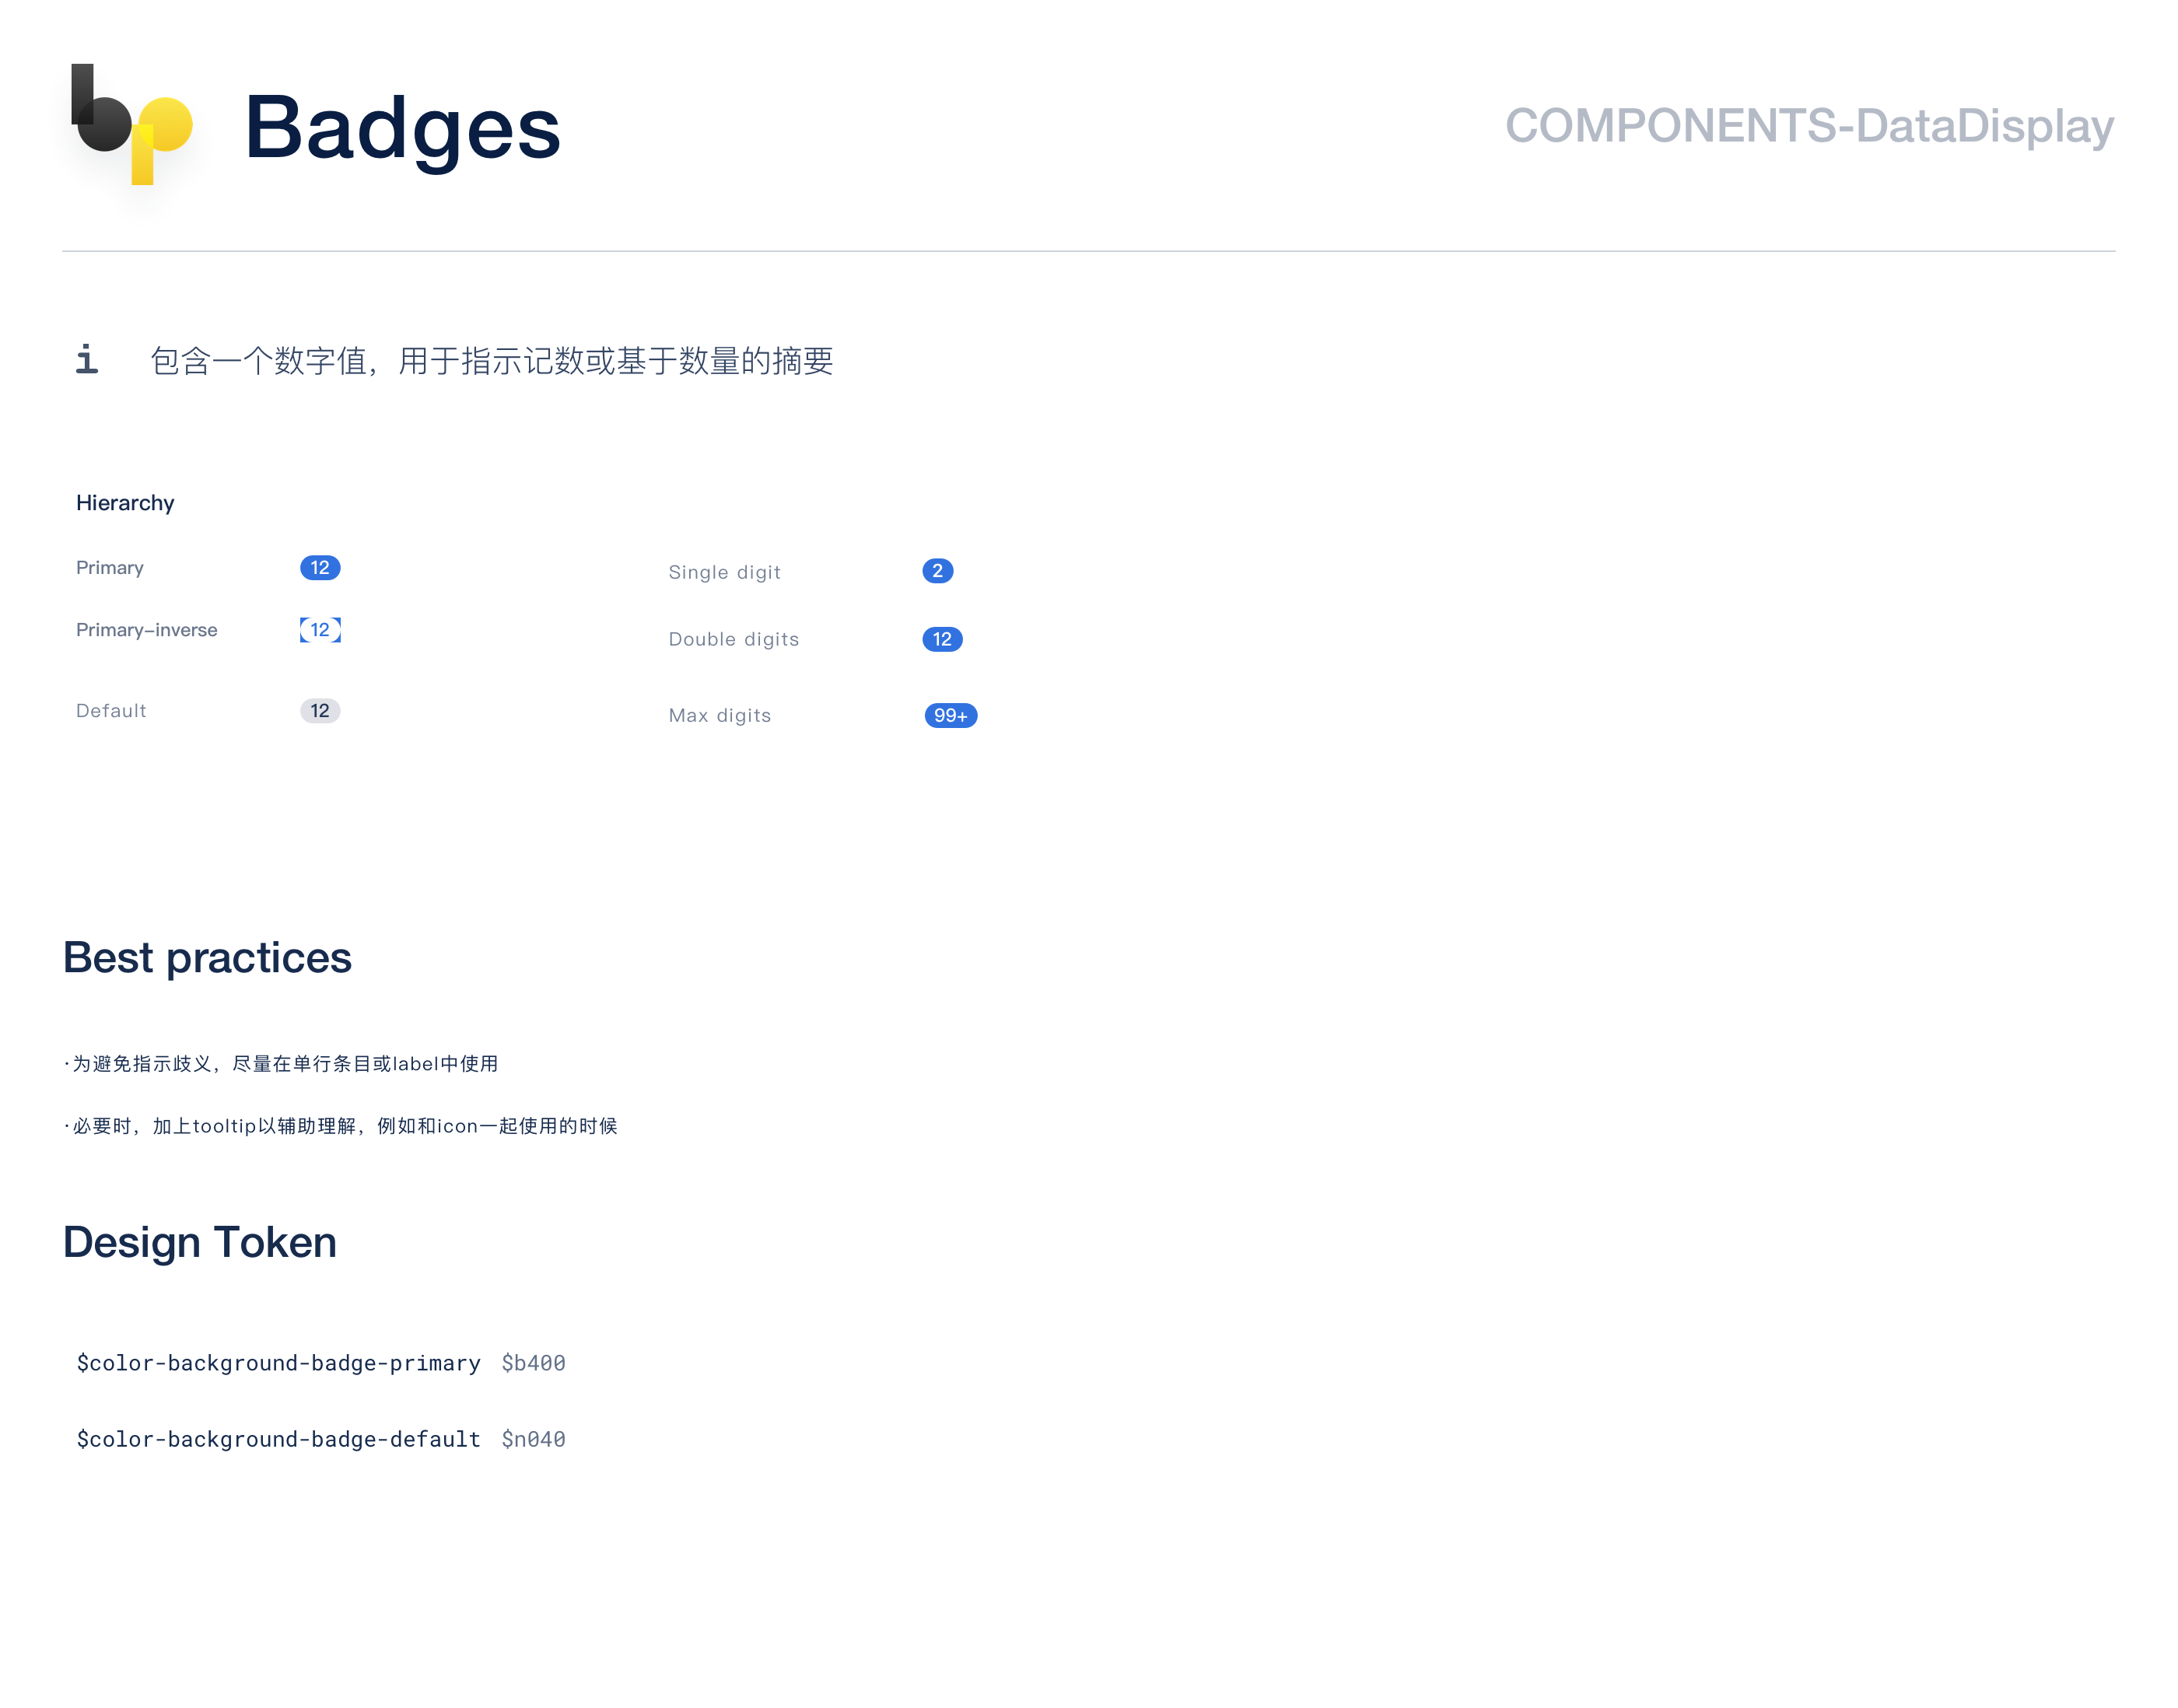 bp
Badges
COMPONENTS-DataDisplay
i 包含一个数字值，用于指示记数或基于数量的摘要
Hierarchy
Primary 12
Primary-inverse 12
Default 12
Single digit 2
Double digits 12
Max digits 99+
Best practices
·为避免指示歧义，尽量在单行条目或label中使用
·必要时，加上tooltip以辅助理解，例如和icon一起使用的时候
Design Token
$color-background-badge-primary $b400
$color-background-badge-default $n040